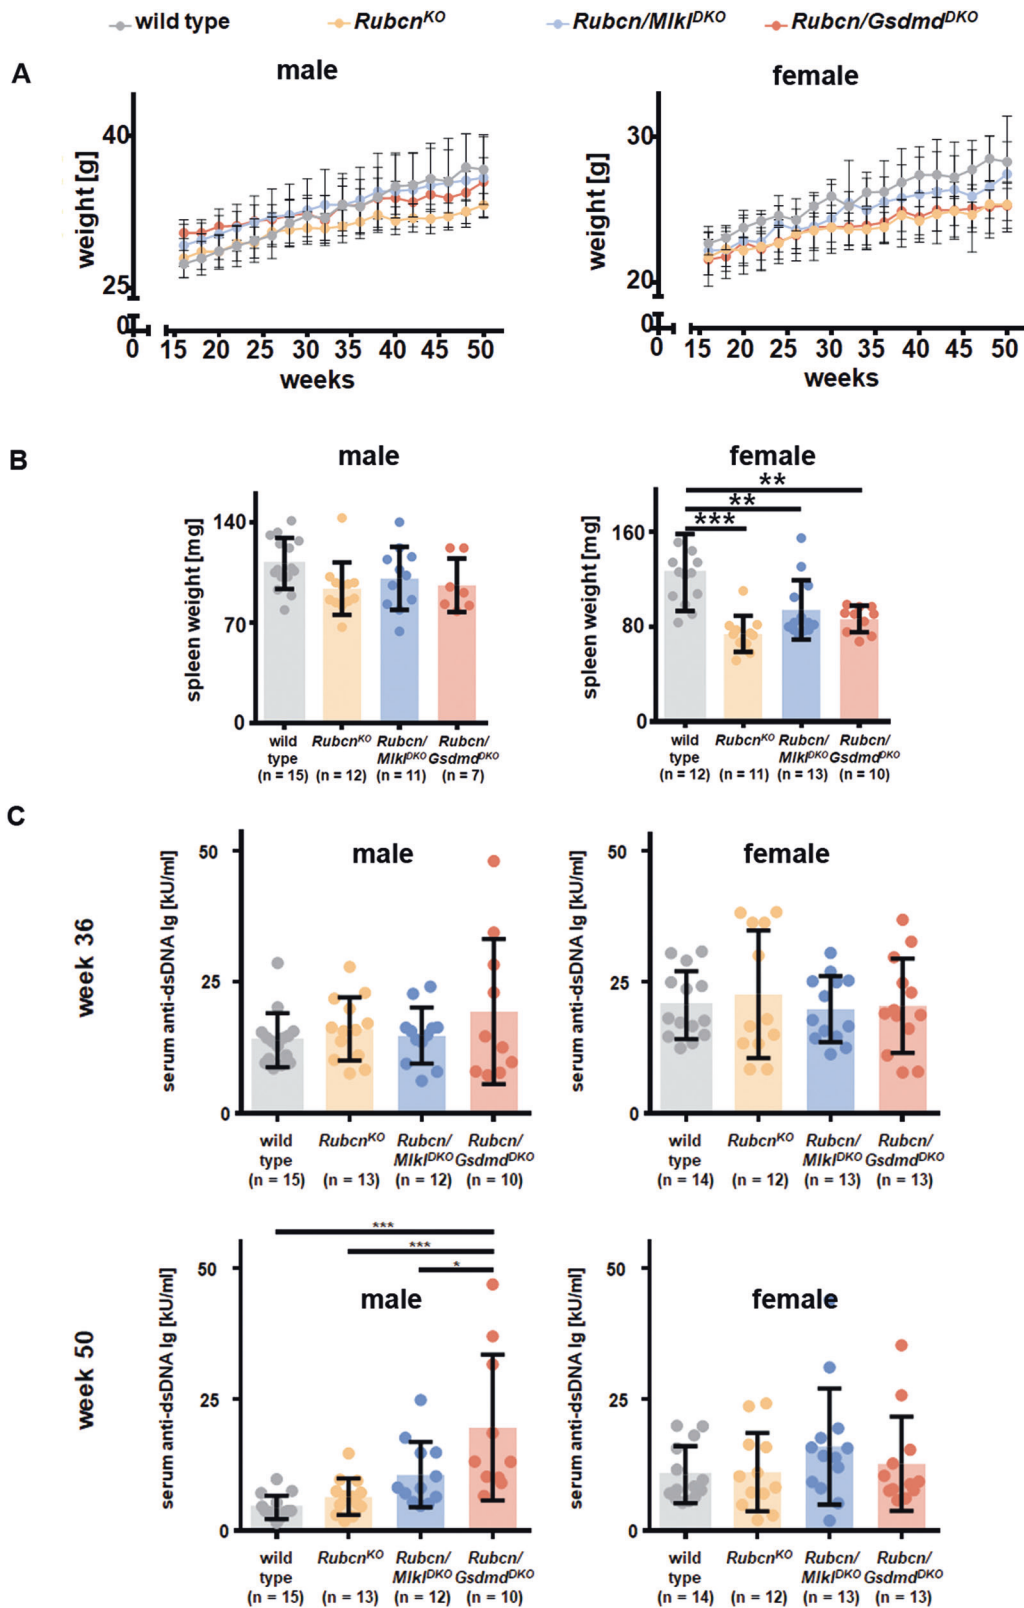 wild type Rubcn^KO Rubcn/Mlkl^DKO Rubcn/Gsdmd^DKO
A
male female
weight [g] weight [g]
40
25
0
30
20
0
0 15 20 25 30 35 40 45 50
0 15 20 25 30 35 40 45 50
weeks weeks
B
male female
spleen weight [mg]
140
70
0
spleen weight [mg]
160
80
0
**
**
***
wild Rubcn^KO Rubcn/ Rubcn/
type Mlkl^DKO Gsdmd^DKO
(n = 15) (n = 12) (n = 11) (n = 7)
wild Rubcn^KO Rubcn/ Rubcn/
type Mlkl^DKO Gsdmd^DKO
(n = 12) (n = 11) (n = 13) (n = 10)
C
week 36
male female
serum anti-dsDNA Ig [kU/ml]
50
25
0
serum anti-dsDNA Ig [kU/ml]
50
25
0
wild Rubcn^KO Rubcn/ Rubcn/
type Mlkl^DKO Gsdmd^DKO
(n = 15) (n = 13) (n = 12) (n = 10)
wild Rubcn^KO Rubcn/ Rubcn/
type Mlkl^DKO Gsdmd^DKO
(n = 14) (n = 12) (n = 13) (n = 13)
week 50
***
***
*
male female
serum anti-dsDNA Ig [kU/ml]
50
25
0
serum anti-dsDNA Ig [kU/ml]
50
25
0
wild Rubcn^KO Rubcn/ Rubcn/
type Mlkl^DKO Gsdmd^DKO
(n = 15) (n = 13) (n = 12) (n = 10)
wild Rubcn^KO Rubcn/ Rubcn/
type Mlkl^DKO Gsdmd^DKO
(n = 14) (n = 12) (n = 13) (n = 13)